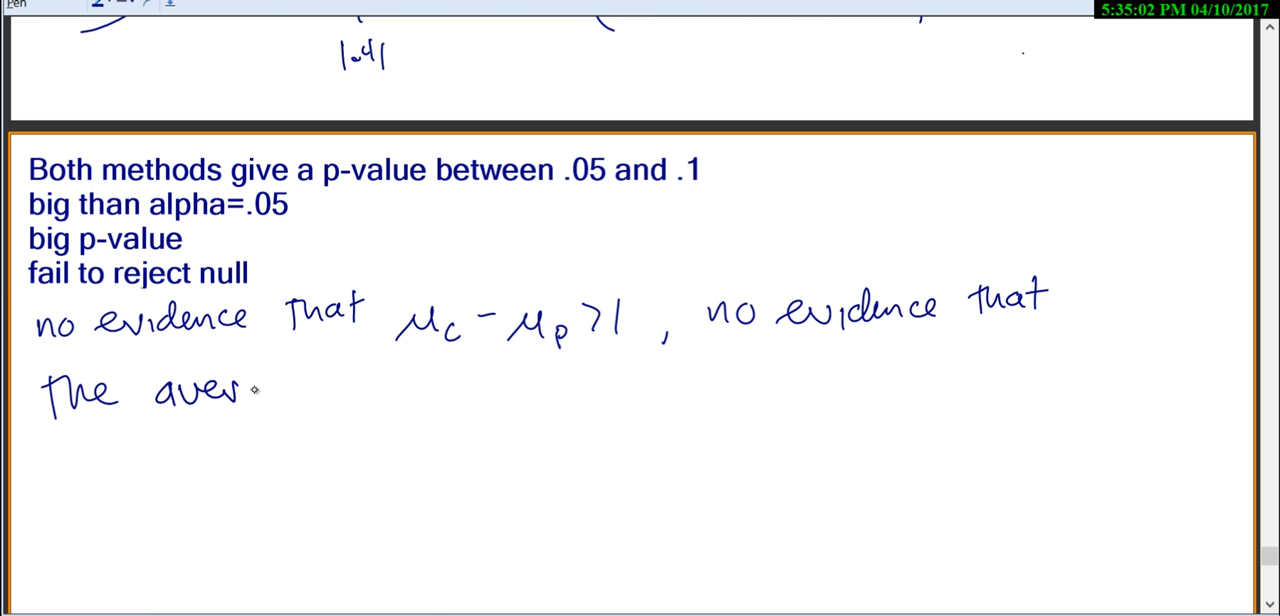 Pen
5:35:02 PM 04/10/2017
1.41
Both methods give a p-value between .05 and .1
big than alpha=.05
big p-value
fail to reject null
no evidence that μc - μp >1, no evidence that
the aver